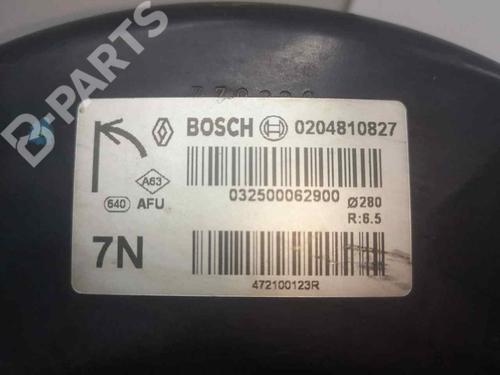 B-PARTS
BOSCH 0204810827
A63
032500062900
Ø280
640 AFU
R:6.5
7N
472100123R